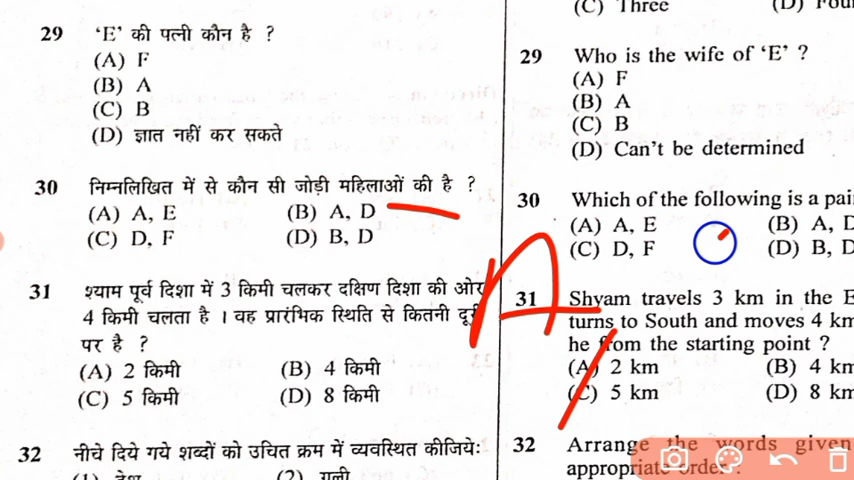 29 'E' की पत्नी कौन है ?
(A) F
(B) A
(C) B
(D) ज्ञात नहीं कर सकते
30 निम्नलिखित में से कौन सी जोड़ी महिलाओं की है ?
(A) A, E (B) A, D
(C) D, F (D) B, D
31 श्याम पूर्व दिशा में 3 किमी चलकर दक्षिण दिशा की ओर
4 किमी चलता है । वह प्रारंभिक स्थिति से कितनी दूरी
पर है ?
(A) 2 किमी (B) 4 किमी
(C) 5 किमी (D) 8 किमी
32 नीचे दिये गये शब्दों को उचित क्रम में व्यवस्थित कीजिये:
(2) गली
(C) Three (D) Four
29 Who is the wife of 'E' ?
(A) F
(B) A
(C) B
(D) Can't be determined
30 Which of the following is a
(A) A, E (B) A, D
(C) D, F (D) B, D
31 Shyam travels 3 km in the
turns to South and moves 4 km
he from the starting point ?
(A) 2 km (B) 4 km
(C) 5 km (D) 8 km
32 Arrange the words given
appropriate order :